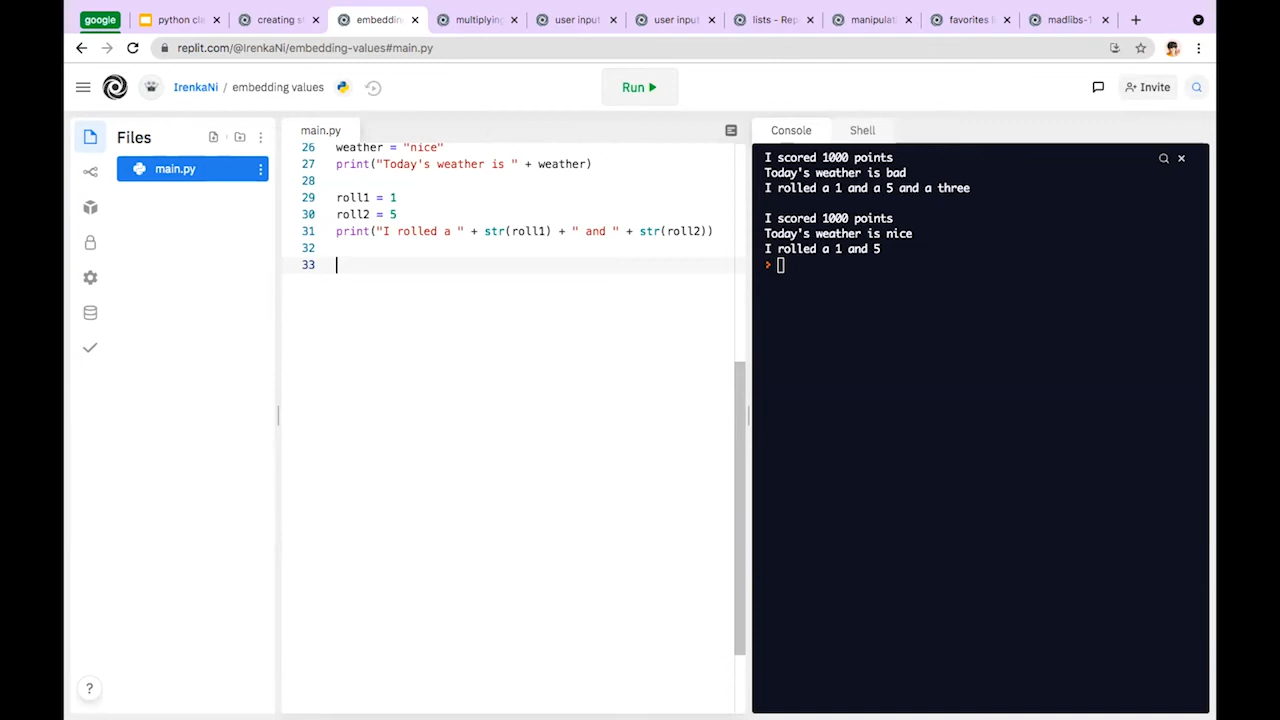 google
python cla
creating st
embedding
multiplying
user input
user input
lists - Rep
manipulat
favorites l
madlibs-1
replit.com/@IrenkaNi/embedding-values#main.py
IrenkaNi / embedding values
Run
Invite
Files
main.py
main.py
26 weather = "nice"
27 print("Today's weather is " + weather)
28
29 roll1 = 1
30 roll2 = 5
31 print("I rolled a " + str(roll1) + " and " + str(roll2))
32
33
Console
Shell
I scored 1000 points
Today's weather is bad
I rolled a 1 and a 5 and a three
I scored 1000 points
Today's weather is nice
I rolled a 1 and 5
>
?